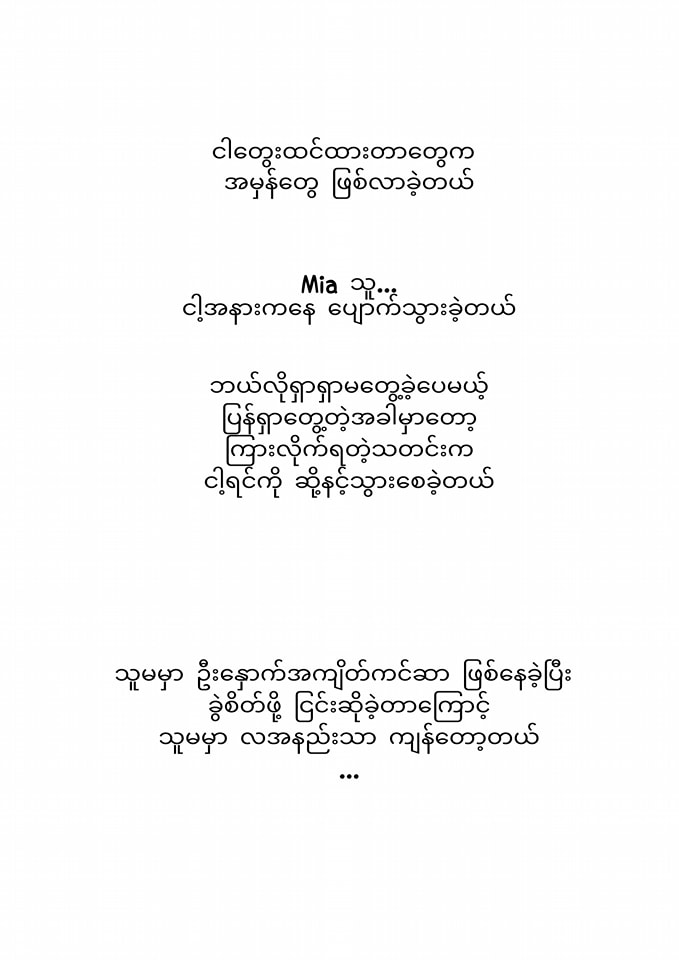 ငါတွေးထင်ထားတာတွေက
အမှန်တွေ ဖြစ်လာခဲ့တယ်
Mia သူ...
ငါ့အနားကနေ ပျောက်သွားခဲ့တယ်
ဘယ်လိုရှာရှာမတွေ့ခဲ့ပေမယ့်
ပြန်ရှာတွေ့တဲ့အခါမှာတော့
ကြားလိုက်ရတဲ့သတင်းက
ငါ့ရင်ကို ဆို့နင့်သွားစေခဲ့တယ်
သူမမှာ ဦးနှောက်အကျိတ်ကင်ဆာ ဖြစ်နေခဲ့ပြီး
ခွဲစိတ်ဖို့ ငြင်းဆိုခဲ့တာကြောင့်
သူမမှာ လအနည်းသာ ကျန်တော့တယ်
...